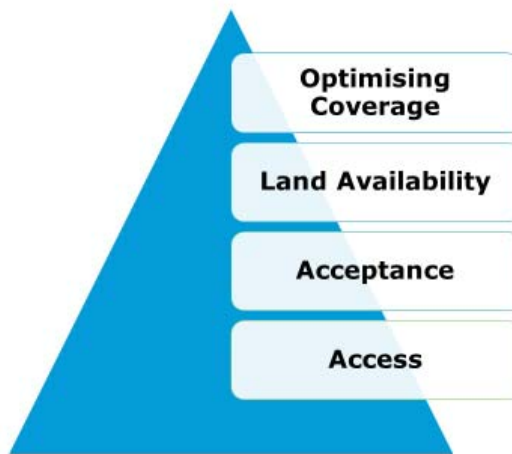 Optimising
Coverage
Land Availability
Acceptance
Access